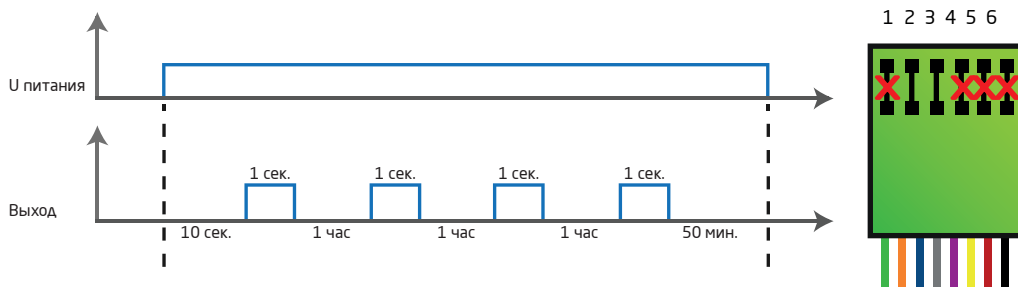 1 2 3 4 5 6
U питания
1 сек. 1 сек. 1 сек. 1 сек.
Выход
10 сек. 1 час 1 час 1 час 50 мин.